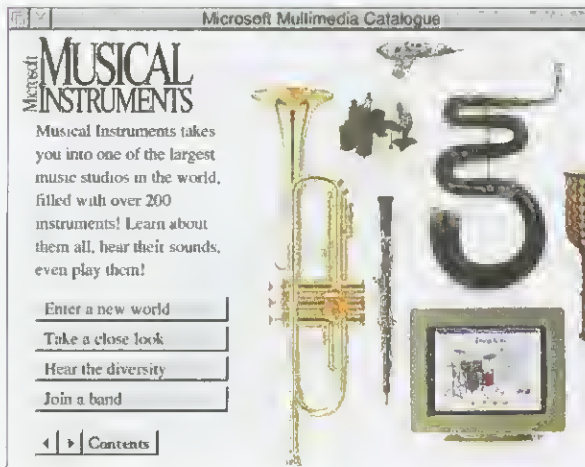 Microsoft Multimedia Catalogue
Microsoft
MUSICAL
INSTRUMENTS
Musical Instruments takes
you into one of the largest
music studios in the world,
filled with over 200
instruments! Learn about
them all, hear their sounds,
even play them!
Enter a new world
Take a close look
Hear the diversity
Join a band
Contents